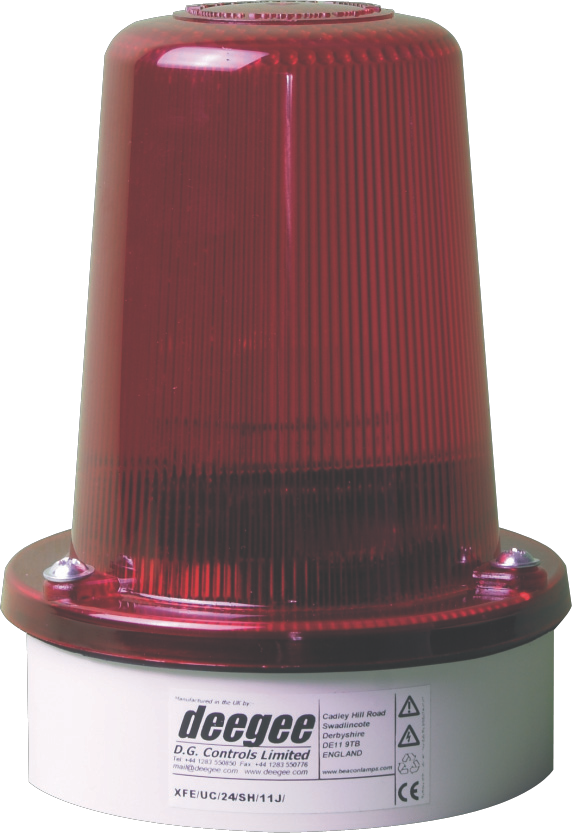 Manufactured in the UK by -
deegee
D.G. Controls Limited
Tel +44 1283 550850 Fax +44 1283 550776
mail@deegee.com www.deegee.com
Cadley Hill Road
Swadlincote
Derbyshire
DE11 9TB
ENGLAND
www.beaconlamps.com
XFE/UC/24/SH/11J/
CE